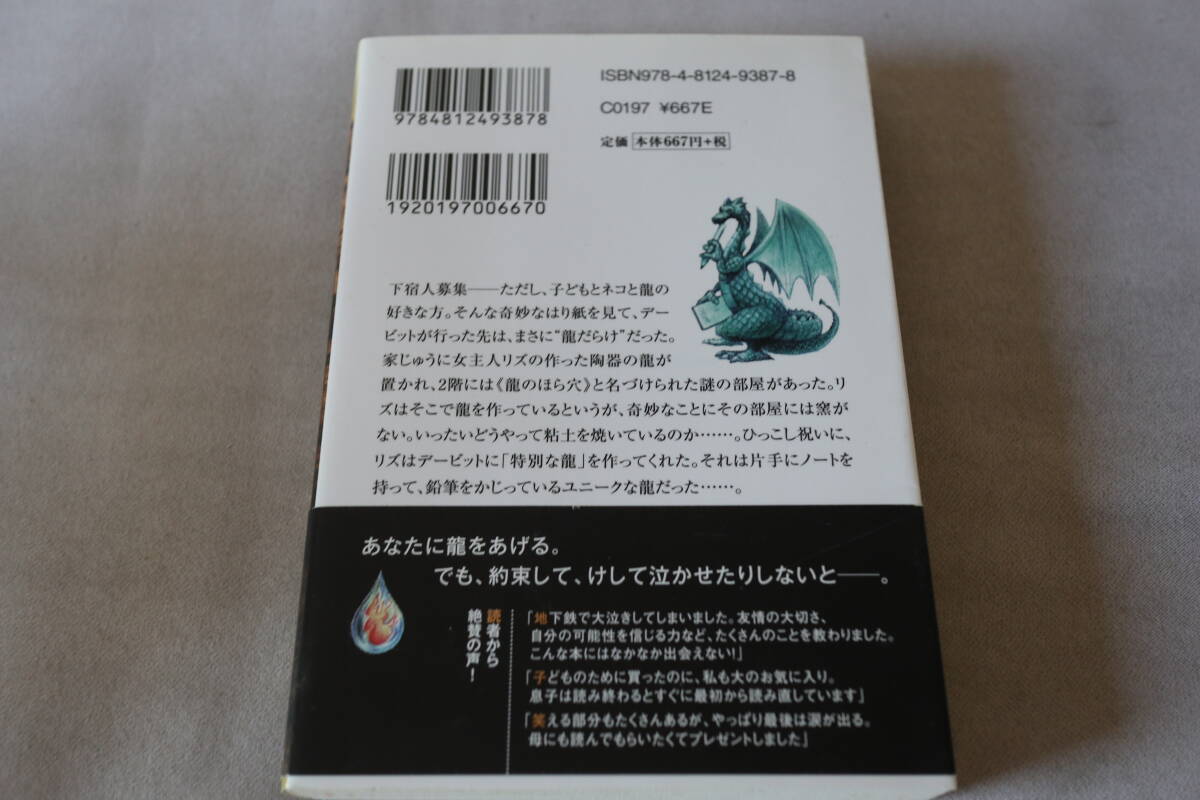 ISBN978-4-8124-9387-8
9784812493878
C0197 ¥667E
定価 本体667円+税
1920197006670
下宿人募集――ただし、子どもとネコと龍の
好きな方。そんな奇妙なはり紙を見て、デー
ビットが行った先は、まさに“龍だらけ”だった。
家じゅうに女主人リズの作った陶器の龍が
置かれ、2階には《龍のほら穴》と名づけられた謎の部屋があった。リ
ズはそこで龍を作っているというが、奇妙なことにその部屋には窯が
ない。いったいどうやって粘土を焼いているのか……。ひっこし祝いに、
リズはデービットに「特別な龍」を作ってくれた。それは片手にノートを
持って、鉛筆をかじっているユニークな龍だった……。
あなたに龍をあげる。
でも、約束して、けして泣かせたりしないと――。
読者から
絶賛の声!
「地下鉄で大泣きしてしまいました。友情の大切さ、
自分の可能性を信じる力など、たくさんのことを教わりました。
こんな本にはなかなか出会えない!」
「子どものために買ったのに、私も大のお気に入り。
息子は読み終わるとすぐに最初から読み直しています」
「笑える部分もたくさんあるが、やっぱり最後は涙が出る。
母にも読んでもらいたくてプレゼントしました」